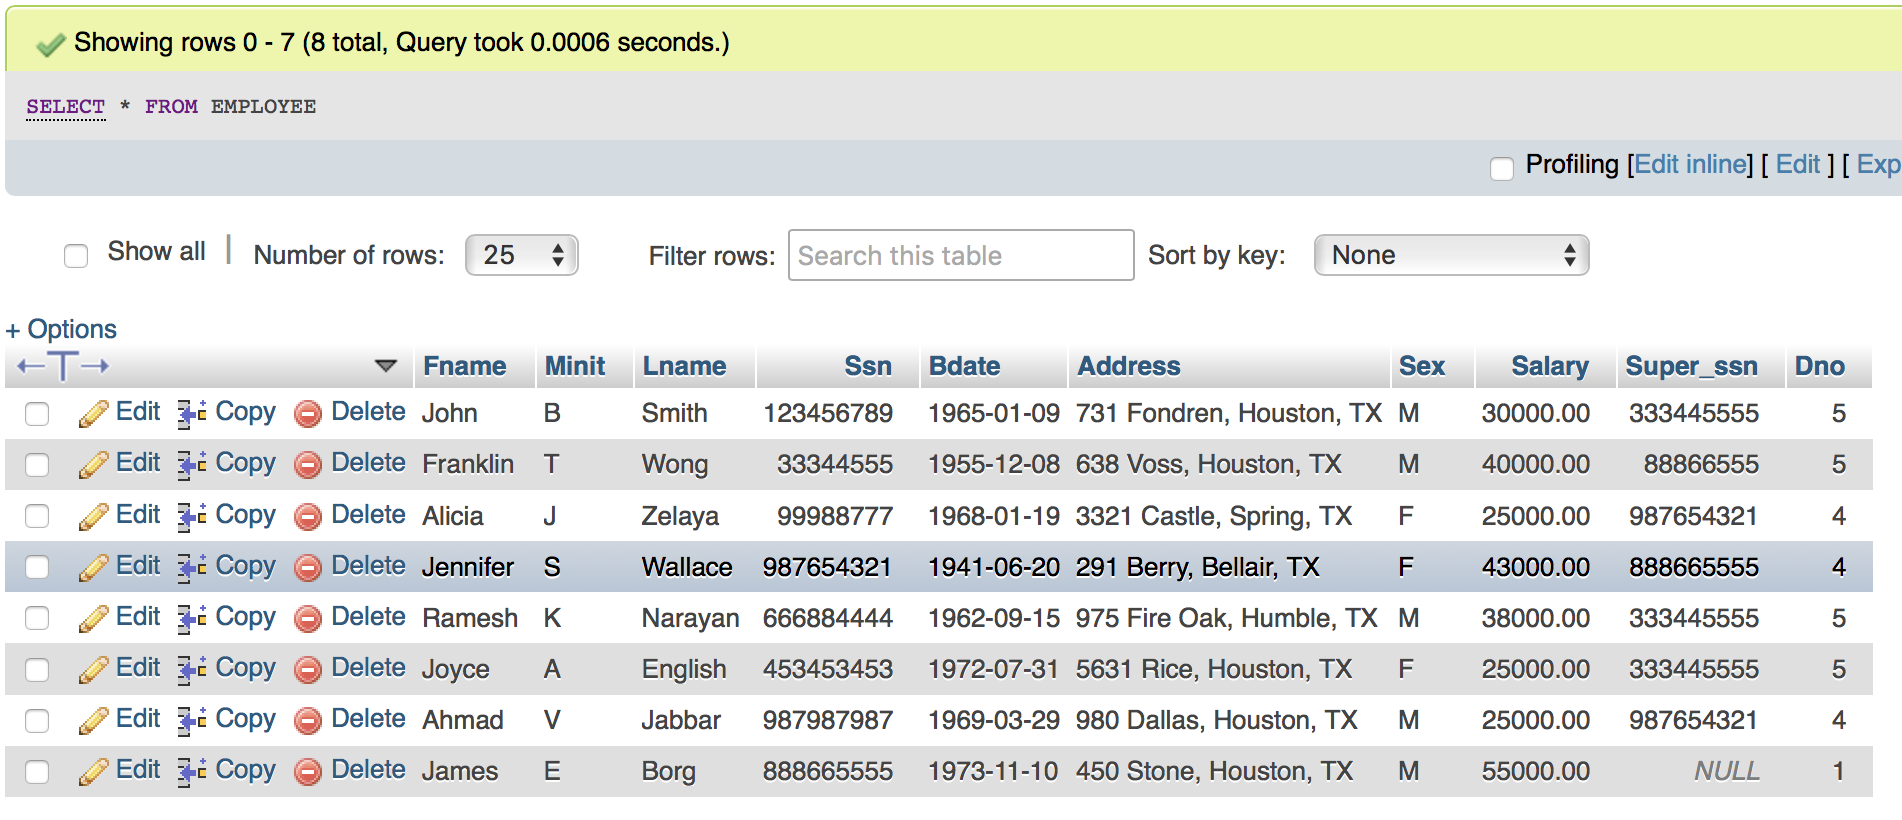 Showing rows 0 - 7 (8 total, Query took 0.0006 seconds.)
SELECT * FROM EMPLOYEE
Profiling [Edit inline] [ Edit ] [ Exp
Show all | Number of rows: 25 Filter rows: Search this table Sort by key: None
+ Options
←T→ Fname Minit Lname Ssn Bdate Address Sex Salary Super_ssn Dno
Edit Copy Delete John B Smith 123456789 1965-01-09 731 Fondren, Houston, TX M 30000.00 333445555 5
Edit Copy Delete Franklin T Wong 33344555 1955-12-08 638 Voss, Houston, TX M 40000.00 88866555 5
Edit Copy Delete Alicia J Zelaya 99988777 1968-01-19 3321 Castle, Spring, TX F 25000.00 987654321 4
Edit Copy Delete Jennifer S Wallace 987654321 1941-06-20 291 Berry, Bellair, TX F 43000.00 888665555 4
Edit Copy Delete Ramesh K Narayan 666884444 1962-09-15 975 Fire Oak, Humble, TX M 38000.00 333445555 5
Edit Copy Delete Joyce A English 453453453 1972-07-31 5631 Rice, Houston, TX F 25000.00 333445555 5
Edit Copy Delete Ahmad V Jabbar 987987987 1969-03-29 980 Dallas, Houston, TX M 25000.00 987654321 4
Edit Copy Delete James E Borg 888665555 1973-11-10 450 Stone, Houston, TX M 55000.00 NULL 1